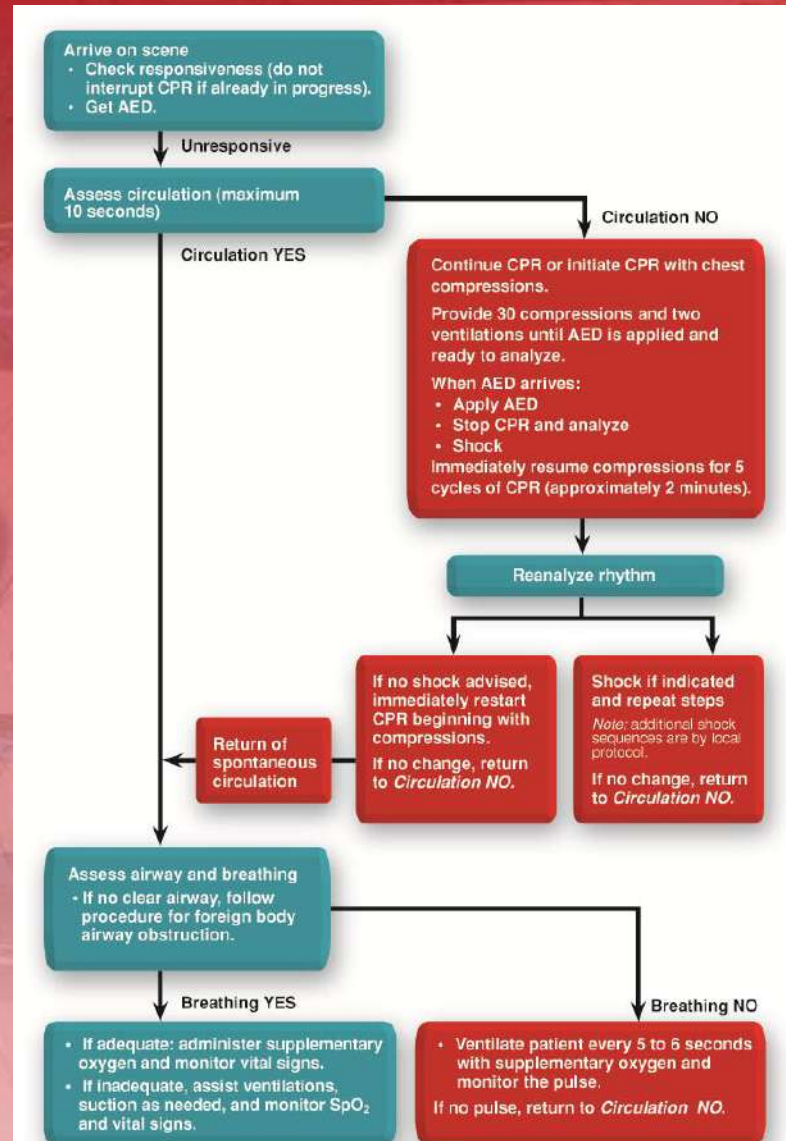 Arrive on scene
• Check responsiveness (do not
interrupt CPR if already in progress).
• Get AED.
Unresponsive
Assess circulation (maximum
10 seconds)
Circulation NO
Circulation YES
Continue CPR or initiate CPR with chest
compressions.
Provide 30 compressions and two
ventilations until AED is applied and
ready to analyze.
When AED arrives:
• Apply AED
• Stop CPR and analyze
• Shock
Immediately resume compressions for 5
cycles of CPR (approximately 2 minutes).
Reanalyze rhythm
If no shock advised,
immediately restart
CPR beginning with
compressions.
If no change, return
to Circulation NO.
Shock if indicated
and repeat steps
Note: additional shock
sequences are by local
protocol.
If no change, return
to Circulation NO.
Return of
spontaneous
circulation
Assess airway and breathing
• If no clear airway, follow
procedure for foreign body
airway obstruction.
Breathing YES
Breathing NO
• If adequate: administer supplementary
oxygen and monitor vital signs.
• If inadequate, assist ventilations,
suction as needed, and monitor SpO₂
and vital signs.
• Ventilate patient every 5 to 6 seconds
with supplementary oxygen and
monitor the pulse.
If no pulse, return to Circulation NO.